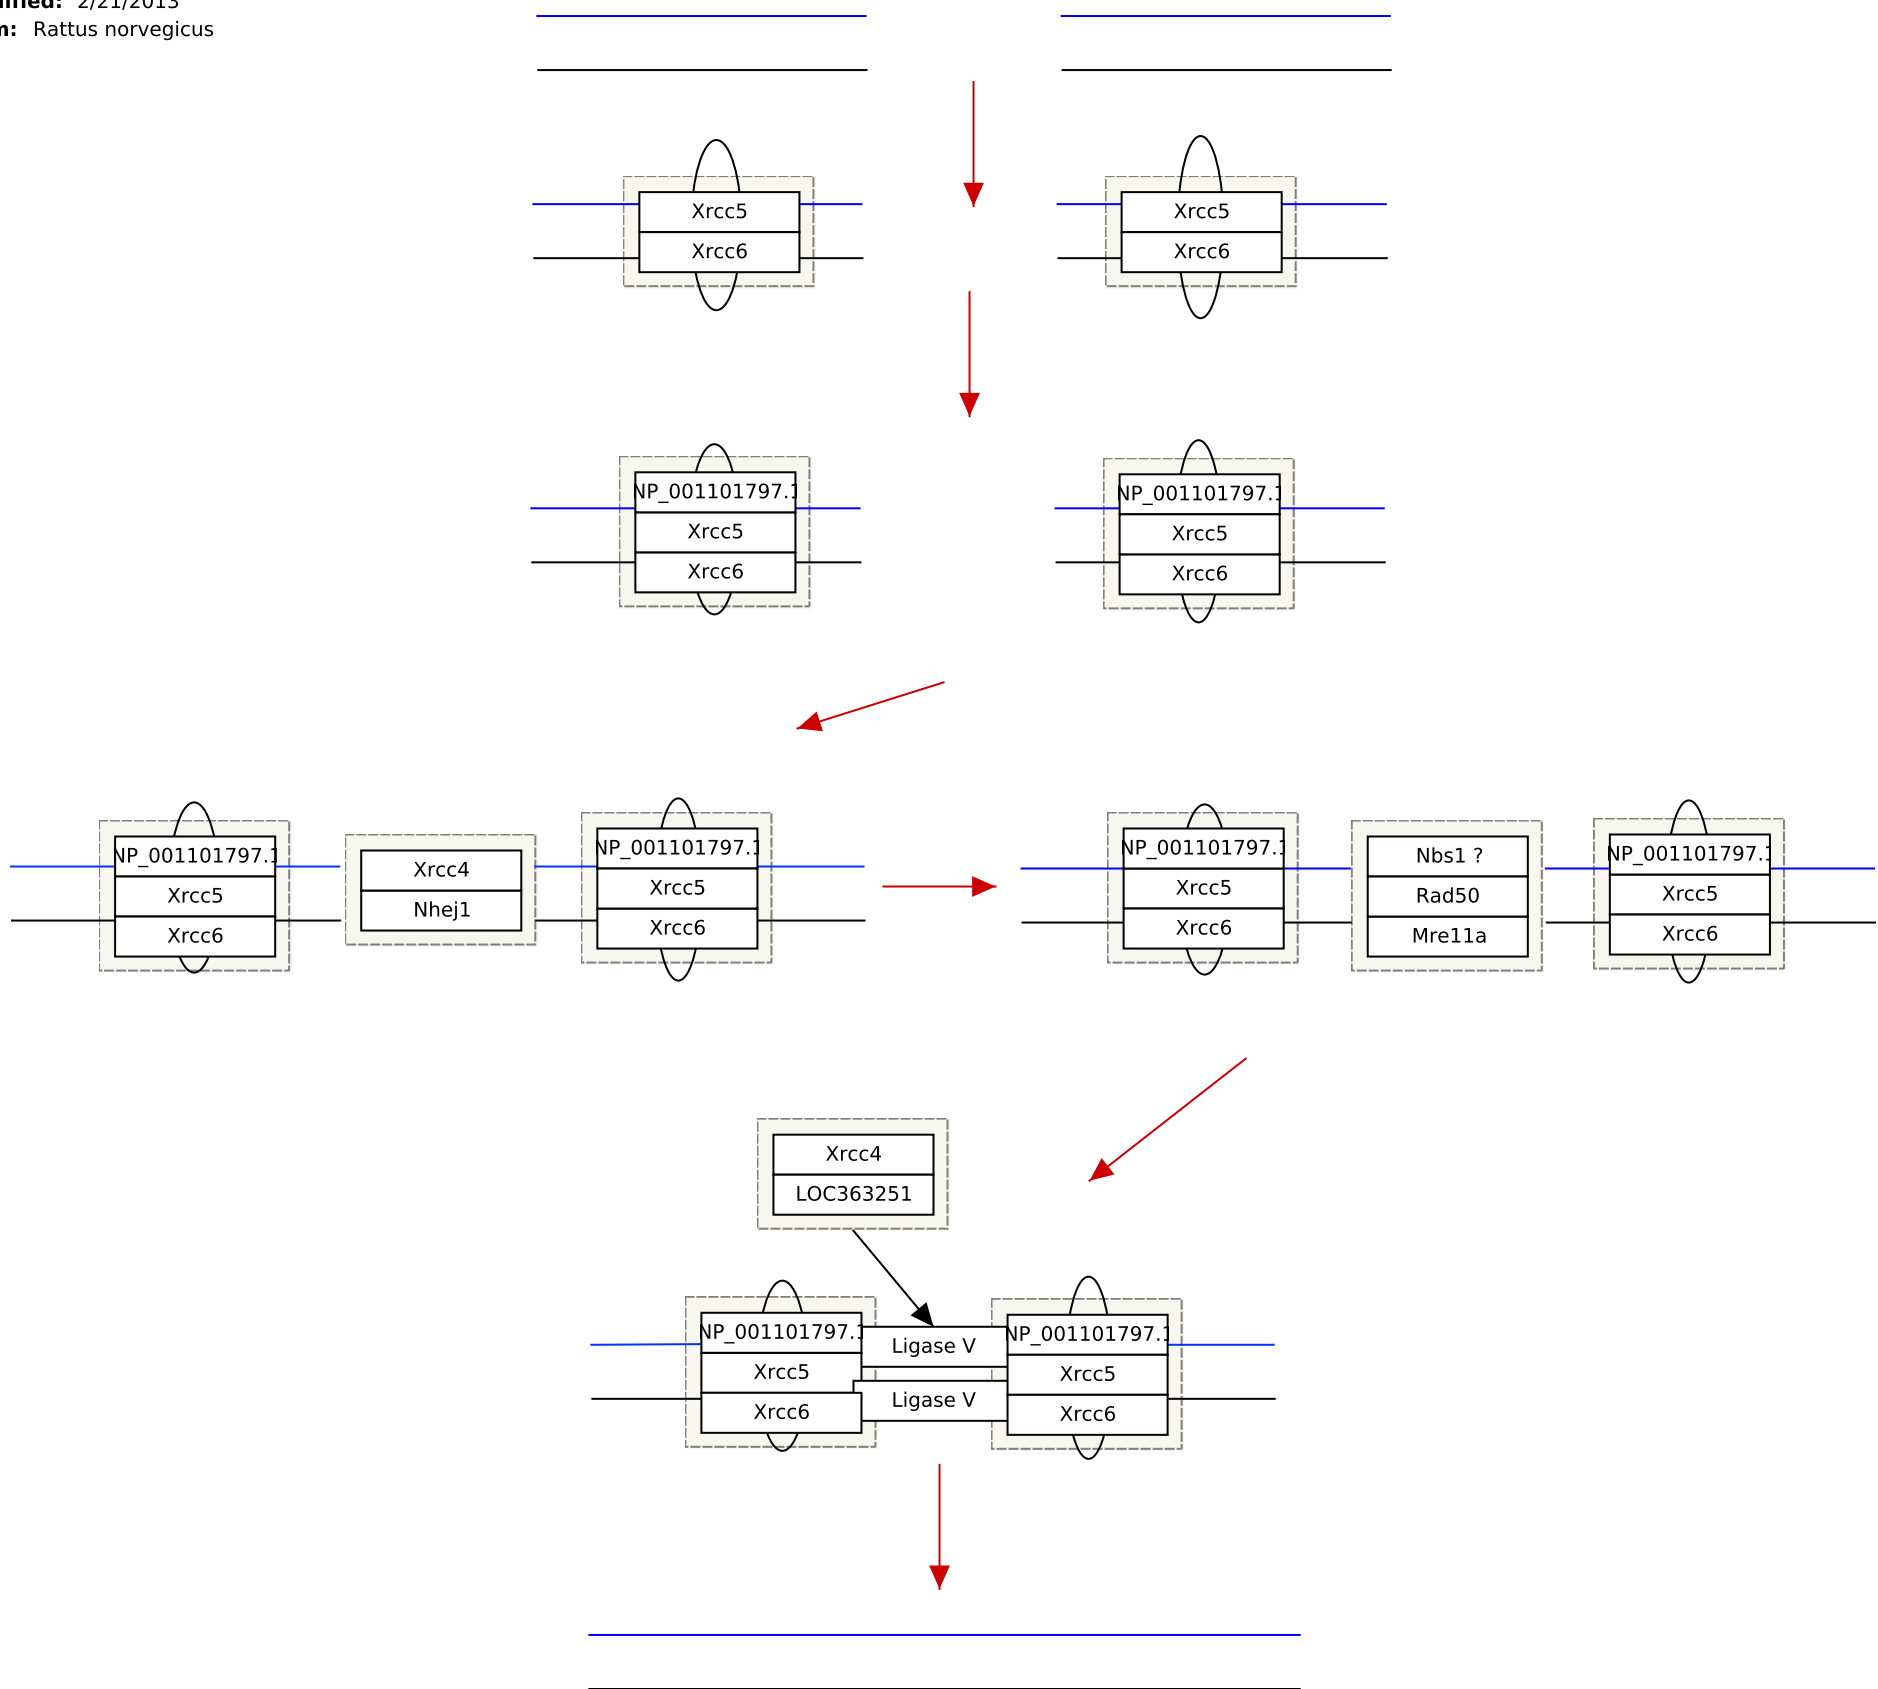 2/21/2013
Rattus norvegicus
Xrcc5
Xrcc6
Xrcc5
Xrcc6
NP_001101797.1
Xrcc5
Xrcc6
NP_001101797.1
Xrcc5
Xrcc6
NP_001101797.1
Xrcc5
Xrcc6
Xrcc4
Nhej1
NP_001101797.1
Xrcc5
Xrcc6
NP_001101797.1
Xrcc5
Xrcc6
Nbs1 ?
Rad50
Mre11a
NP_001101797.1
Xrcc5
Xrcc6
Xrcc4
LOC363251
NP_001101797.1
Xrcc5
Xrcc6
Ligase V
Ligase V
NP_001101797.1
Xrcc5
Xrcc6